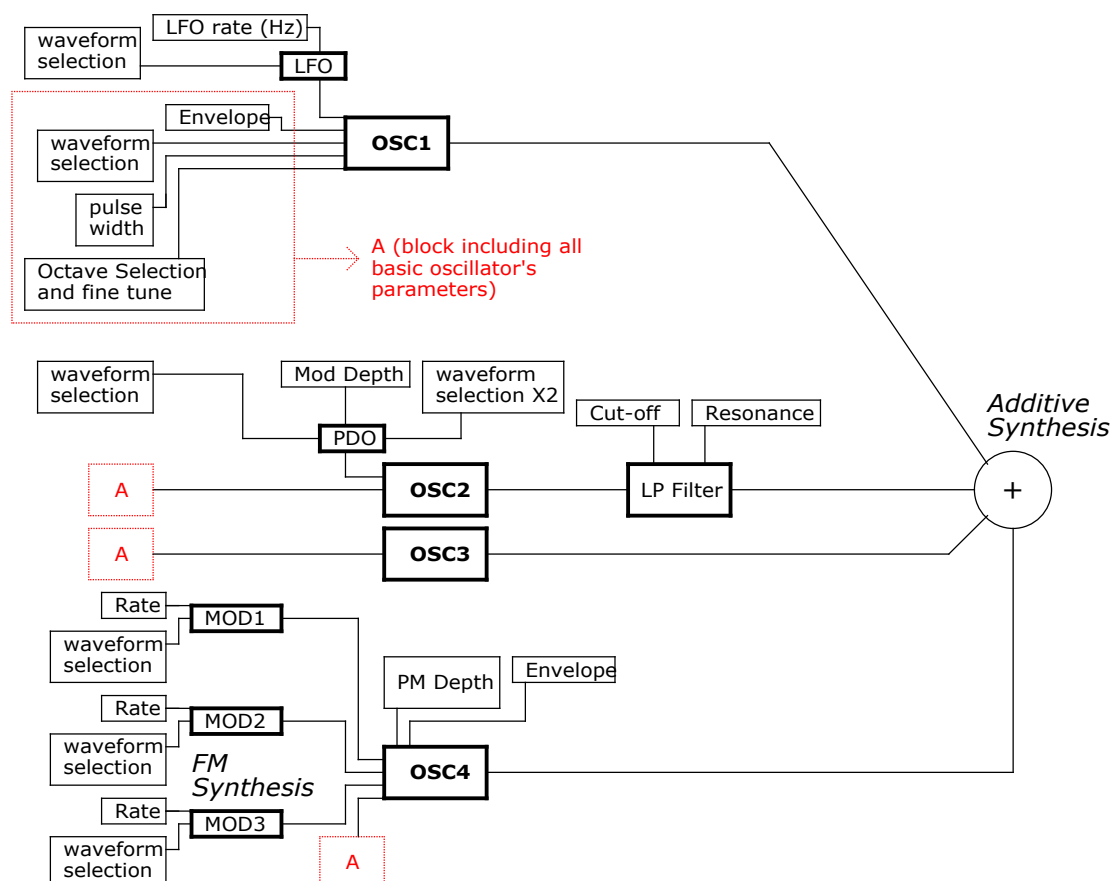 LFO rate (Hz)
waveform
selection
LFO
Envelope
OSC1
waveform
selection
pulse
width
Octave Selection
and fine tune
A (block including all
basic oscillator's
parameters)
waveform
selection
Mod Depth
waveform
selection X2
PDO
Cut-off
Resonance
Additive
Synthesis
A
OSC2
LP Filter
+
A
OSC3
Rate
MOD1
waveform
selection
PM Depth
Envelope
Rate
MOD2
waveform
selection
FM
Synthesis
OSC4
Rate
MOD3
waveform
selection
A